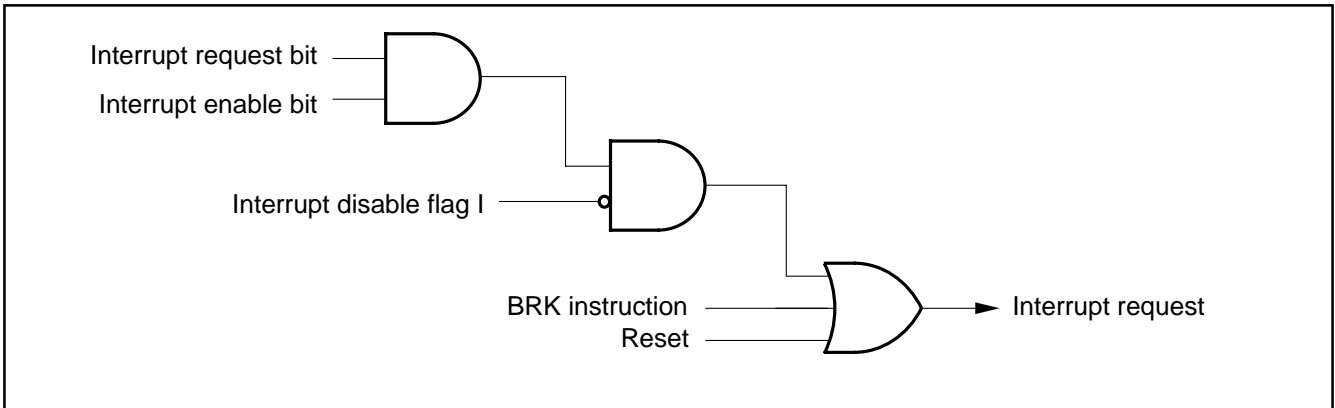 Interrupt request bit
Interrupt enable bit
Interrupt disable flag I
BRK instruction
Reset
Interrupt request